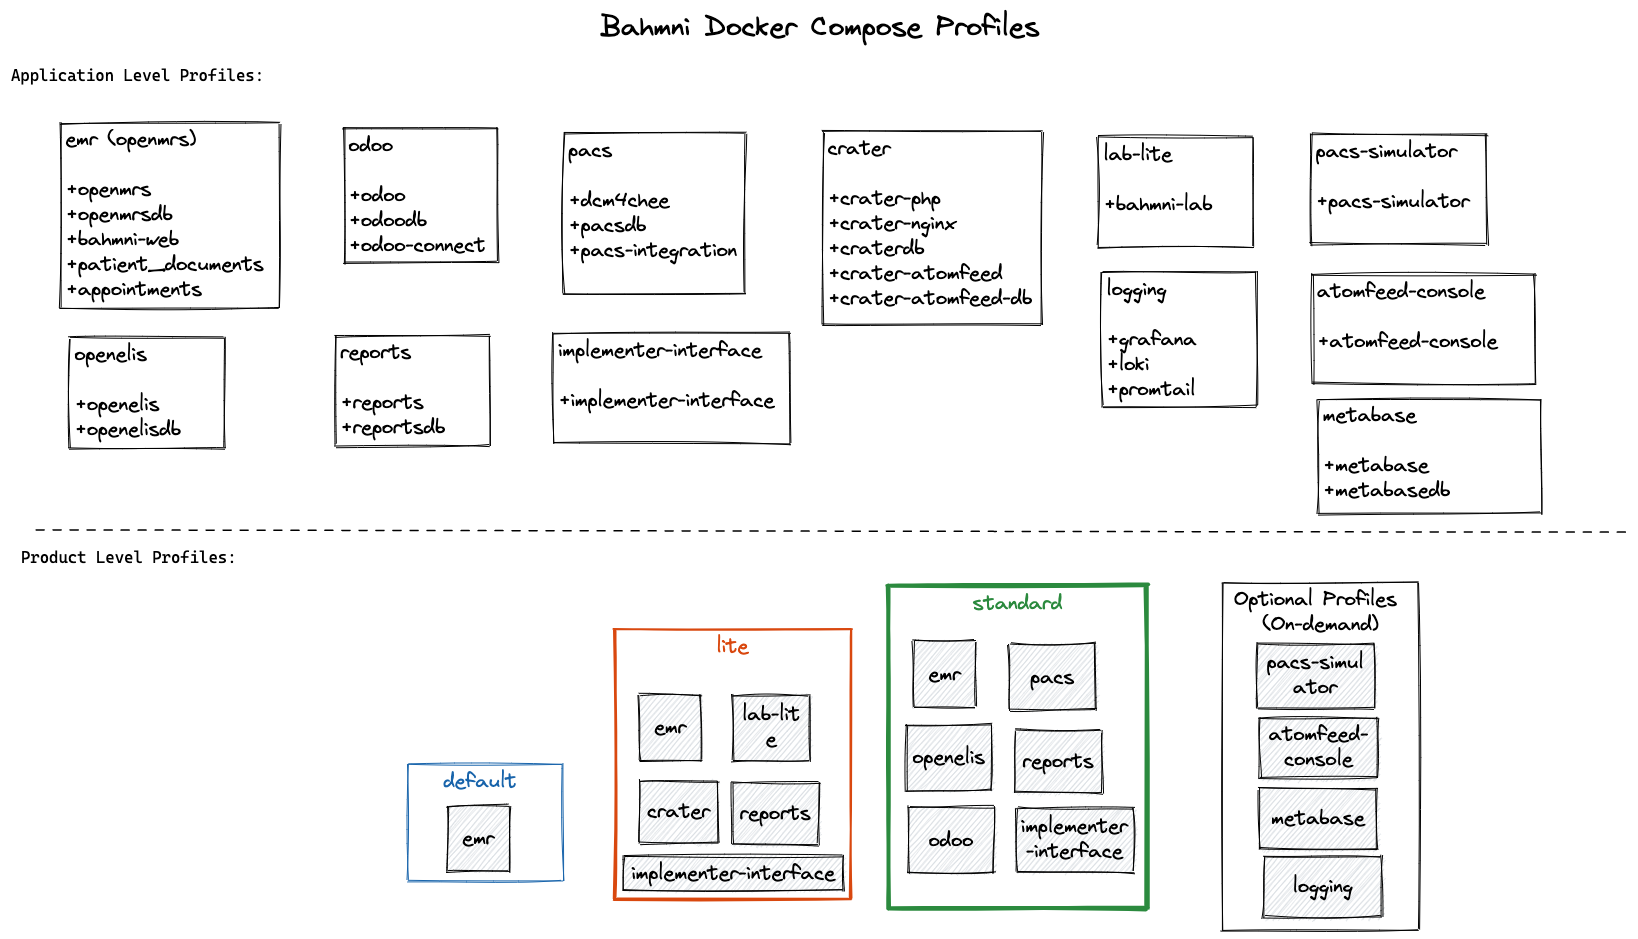 Bahmni Docker Compose Profiles
Application Level Profiles:
emr (openmrs)
+openmrs
+openmrsdb
+bahmni-web
+patient_documents
+appointments
odoo
+odoo
+odoodb
+odoo-connect
pacs
+dcm4chee
+pacsdb
+pacs-integration
crater
+crater-php
+crater-nginx
+craterdb
+crater-atomfeed
+crater-atomfeed-db
lab-lite
+bahmni-lab
pacs-simulator
+pacs-simulator
openelis
+openelis
+openelisdb
reports
+reports
+reportsdb
implementer-interface
+implementer-interface
logging
+grafana
+loki
+promtail
atomfeed-console
+atomfeed-console
metabase
+metabase
+metabasedb
Product Level Profiles:
default
emr
lite
emr
lab-lit
e
crater
reports
implementer-interface
standard
emr
pacs
openelis
reports
odoo
implementer
-interface
Optional Profiles
(On-demand)
pacs-simul
ator
atomfeed-
console
metabase
logging